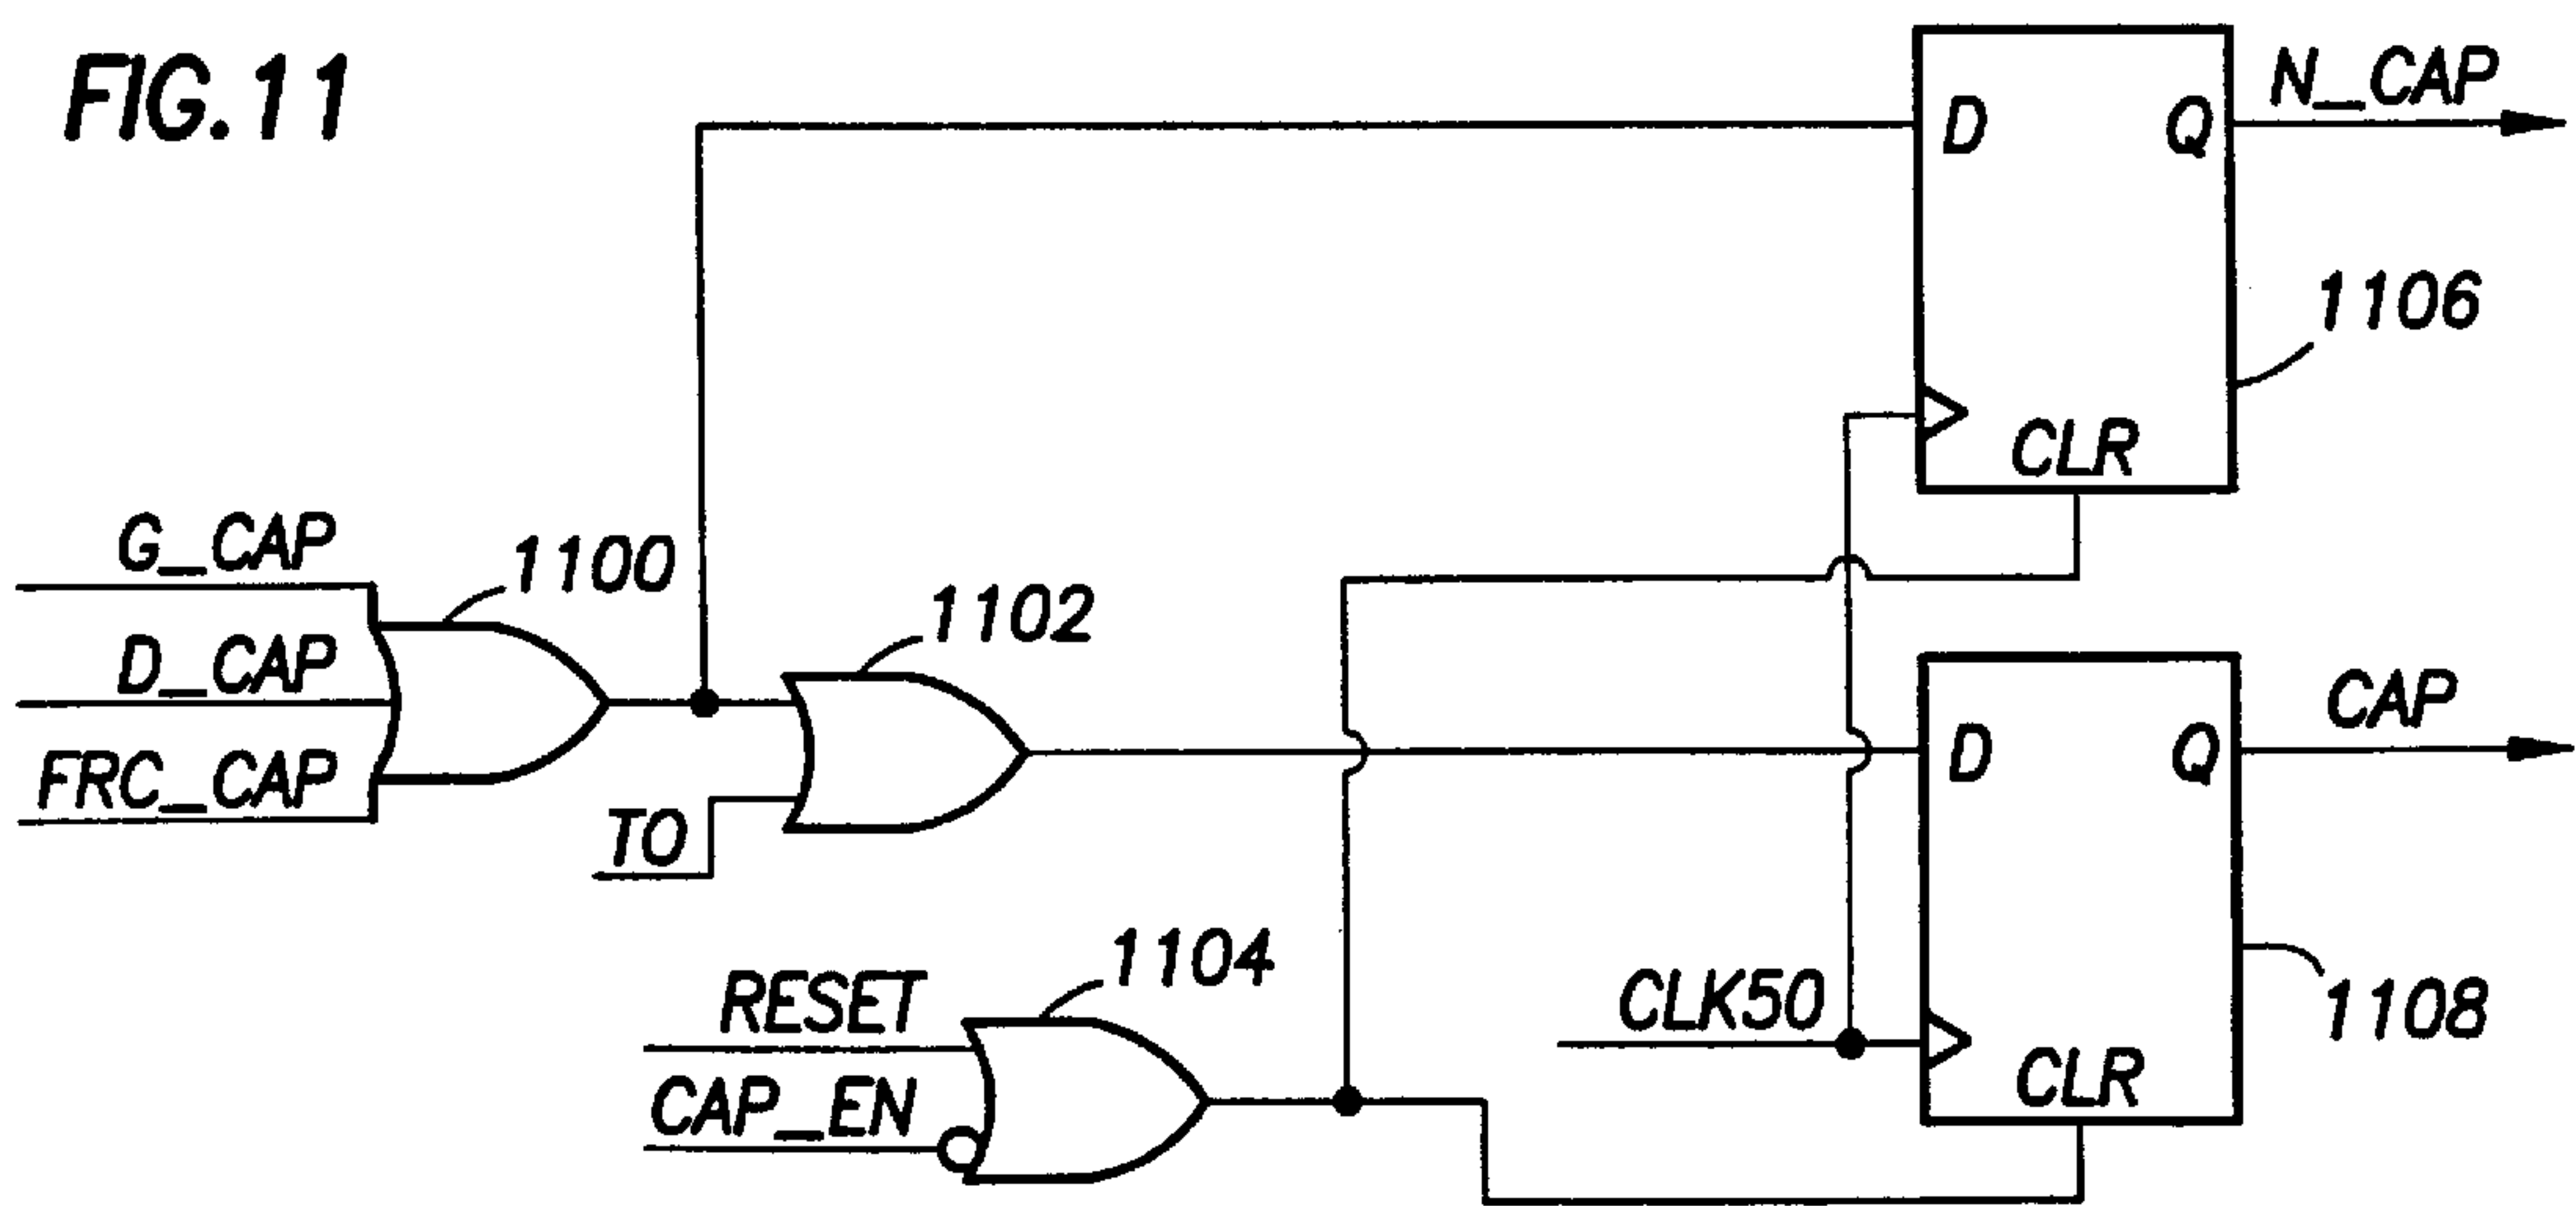 FIG. 11
N_CAP
D
Q
1106
CLR
G_CAP
1100
1102
D_CAP
CAP
FRC_CAP
D
Q
TO
1104
RESET
CLK50
1108
CAP_EN
CLR